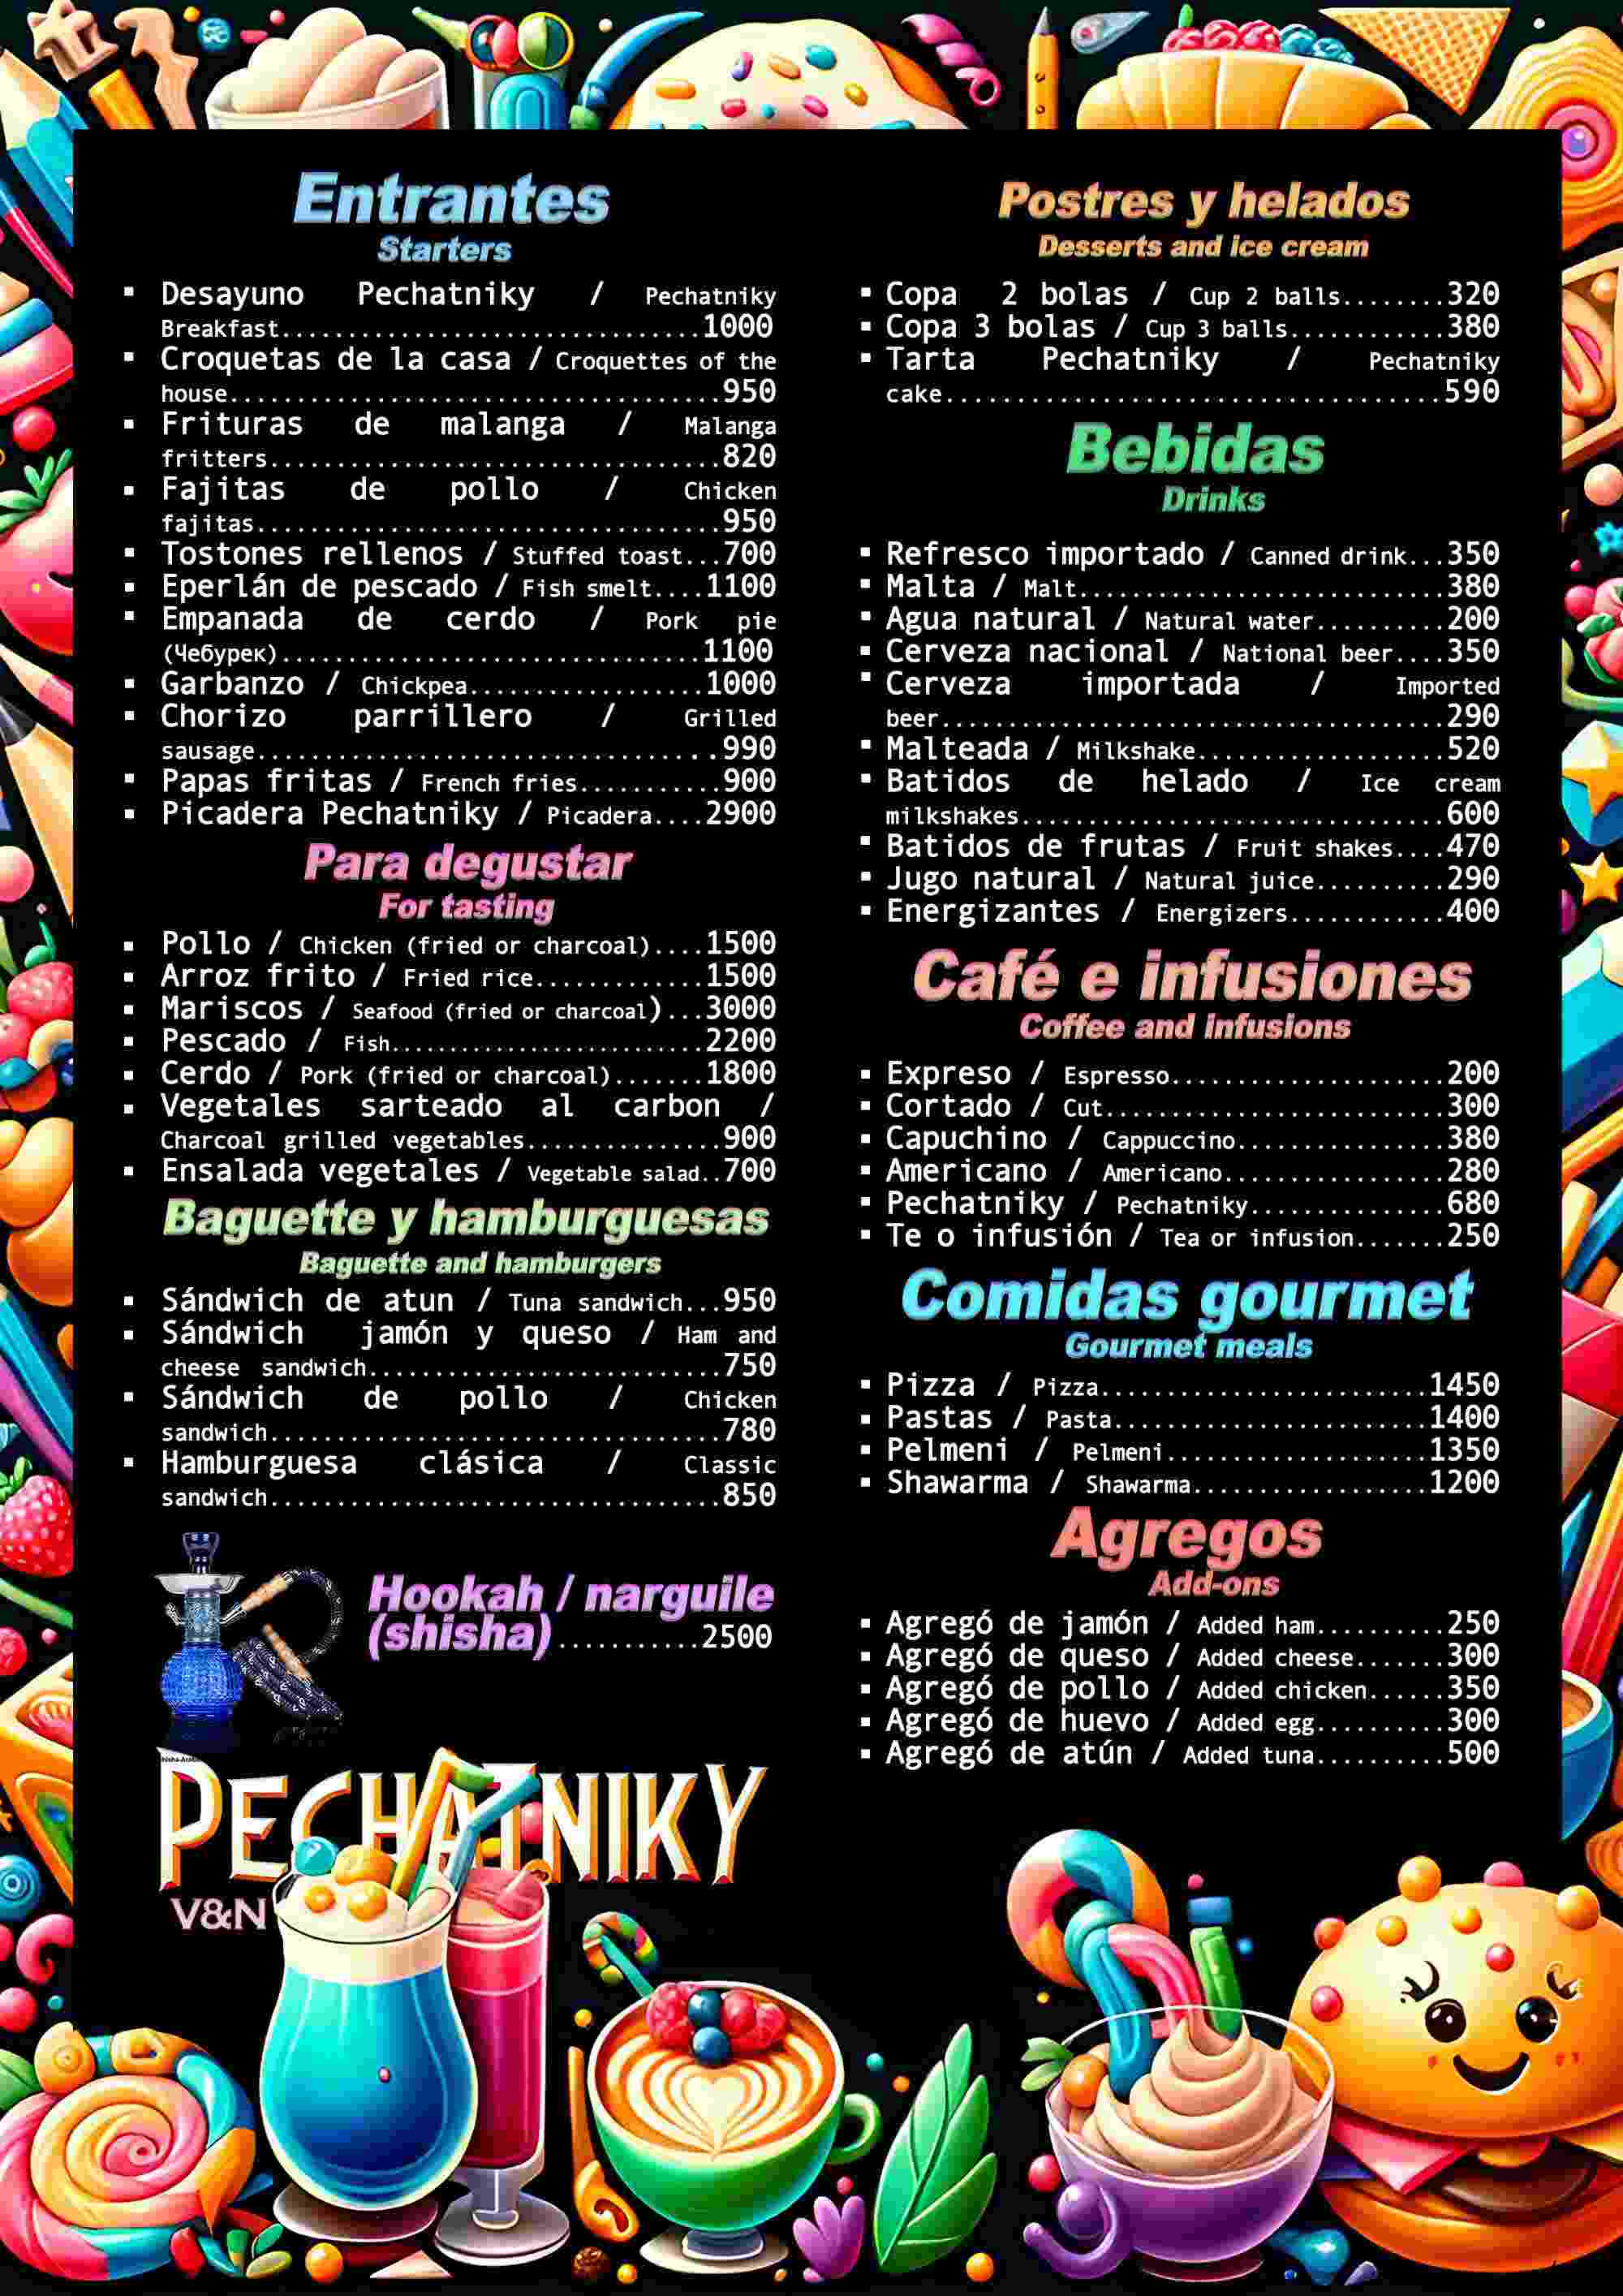 Entrantes
Starters
▪ Desayuno Pechatniky / Pechatniky
Breakfast................................1000
▪ Croquetas de la casa / Croquettes of the
house.....................................950
▪ Frituras de malanga / Malanga
fritters..................................820
▪ Fajitas de pollo / Chicken
fajitas...................................950
▪ Tostones rellenos / Stuffed toast...700
▪ Eperlán de pescado / Fish smelt....1100
▪ Empanada de cerdo / Pork pie
(Чебурек)................................1100
▪ Garbanzo / Chickpea..................1000
▪ Chorizo parrillero / Grilled
sausage...................................990
▪ Papas fritas / French fries...........900
▪ Picadera Pechatniky / Picadera....2900
Para degustar
For tasting
▪ Pollo / Chicken (fried or charcoal)....1500
▪ Arroz frito / Fried rice.............1500
▪ Mariscos / Seafood (fried or charcoal)...3000
▪ Pescado / Fish........................2200
▪ Cerdo / Pork (fried or charcoal).......1800
▪ Vegetales sarteado al carbon /
Charcoal grilled vegetables...............900
▪ Ensalada vegetales / Vegetable salad..700
Baguette y hamburguesas
Baguette and hamburgers
▪ Sándwich de atun / Tuna sandwich...950
▪ Sándwich jamón y queso / Ham and
cheese sandwich...........................750
▪ Sándwich de pollo / Chicken
sandwich..................................780
▪ Hamburguesa clásica / Classic
sandwich..................................850
Hookah / narguile
(shisha)...........2500
PECHATNIKY
V&N
Postres y helados
Desserts and ice cream
▪ Copa 2 bolas / Cup 2 balls........320
▪ Copa 3 bolas / Cup 3 balls............380
▪ Tarta Pechatniky / Pechatniky
cake.....................................590
Bebidas
Drinks
▪ Refresco importado / Canned drink...350
▪ Malta / Malt............................380
▪ Agua natural / Natural water..........200
▪ Cerveza nacional / National beer....350
▪ Cerveza importada / Imported
beer......................................290
▪ Malteada / Milkshake...................520
▪ Batidos de helado / Ice cream
milkshakes................................600
▪ Batidos de frutas / Fruit shakes....470
▪ Jugo natural / Natural juice..........290
▪ Energizantes / Energizers............400
Café e infusiones
Coffee and infusions
▪ Expreso / Espresso.....................200
▪ Cortado / Cut..........................300
▪ Capuchino / Cappuccino................380
▪ Americano / Americano.................280
▪ Pechatniky / Pechatniky...............680
▪ Te o infusión / Tea or infusion.......250
Comidas gourmet
Gourmet meals
▪ Pizza / Pizza.........................1450
▪ Pastas / Pasta........................1400
▪ Pelmeni / Pelmeni....................1350
▪ Shawarma / Shawarma..................1200
Agregos
Add-ons
▪ Agregó de jamón / Added ham..........250
▪ Agregó de queso / Added cheese.......300
▪ Agregó de pollo / Added chicken......350
▪ Agregó de huevo / Added egg..........300
▪ Agregó de atún / Added tuna..........500